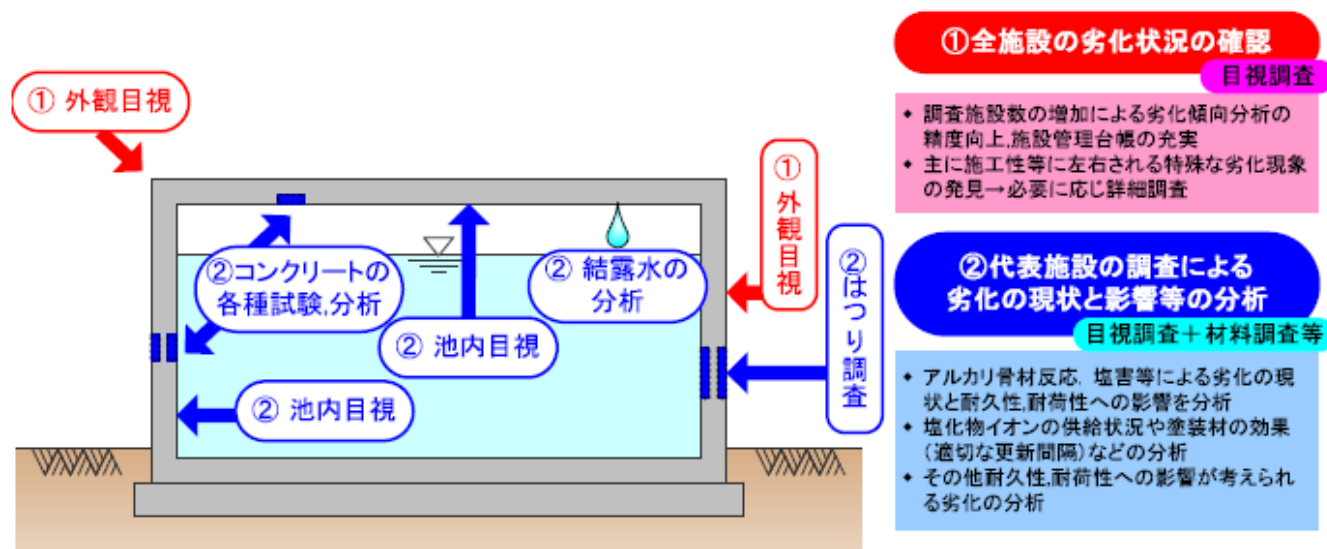 ① 外観目視
① 外観目視
②コンクリートの
各種試験,分析
② 結露水の
分析
② 池内目視
② 池内目視
②はつり調査
①全施設の劣化状況の確認
目視調査
◆ 調査施設数の増加による劣化傾向分析の
精度向上,施設管理台帳の充実
◆ 主に施工性等に左右される特殊な劣化現象
の発見→必要に応じ詳細調査
②代表施設の調査による
劣化の現状と影響等の分析
目視調査＋材料調査等
◆ アルカリ骨材反応, 塩害等による劣化の現
状と耐久性,耐荷性への影響を分析
◆ 塩化物イオンの供給状況や塗装材の効果
(適切な更新間隔)などの分析
◆ その他耐久性,耐荷性への影響が考えられ
る劣化の分析